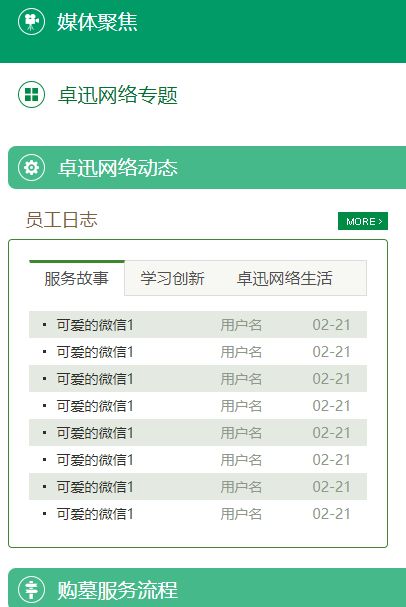 媒体聚焦
卓迅网络专题
卓迅网络动态
员工日志 MORE
服务故事 学习创新 卓迅网络生活
可爱的微信1 用户名 02-21
可爱的微信1 用户名 02-21
可爱的微信1 用户名 02-21
可爱的微信1 用户名 02-21
可爱的微信1 用户名 02-21
可爱的微信1 用户名 02-21
可爱的微信1 用户名 02-21
可爱的微信1 用户名 02-21
购墓服务流程